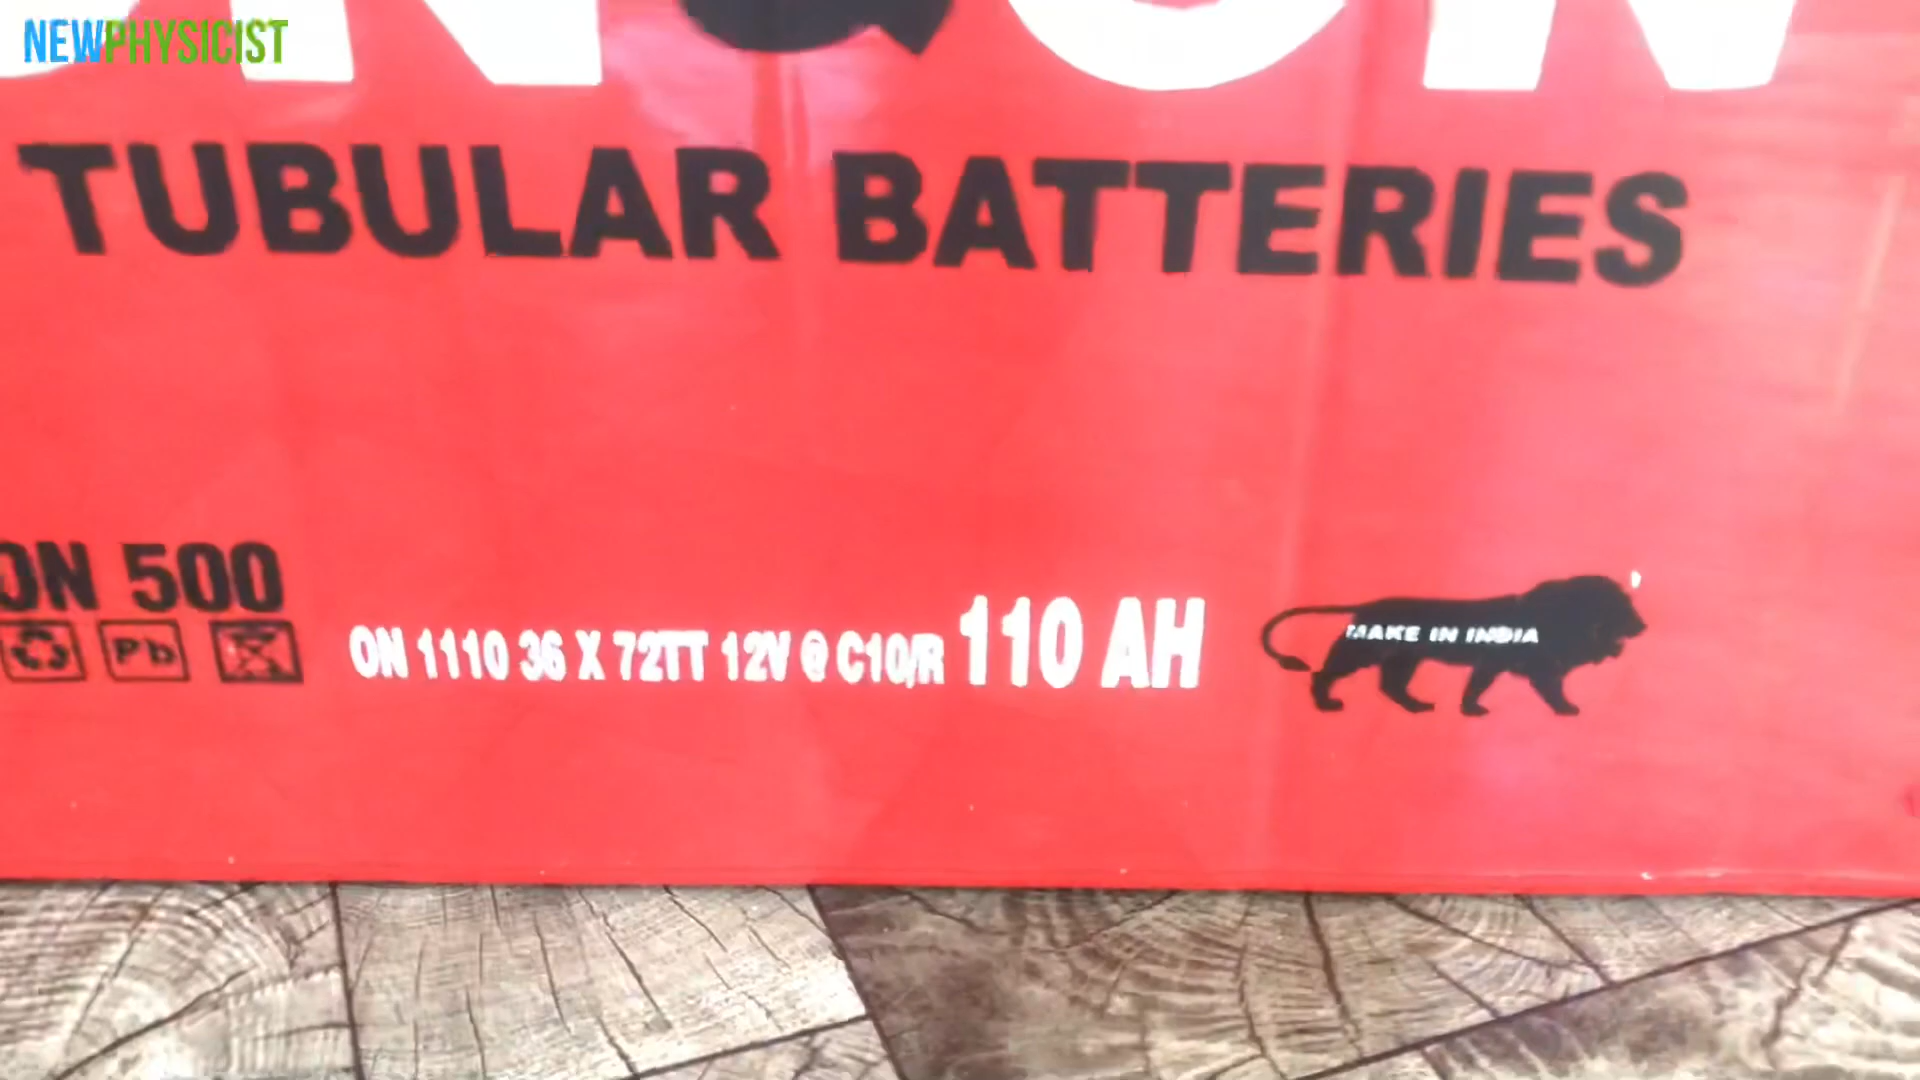 NEWPHYSICIST
TUBULAR BATTERIES
ON 500
Pb
ON 1110 36 X 72TT 12V @ C10/R 110 AH
MAKE IN INDIA